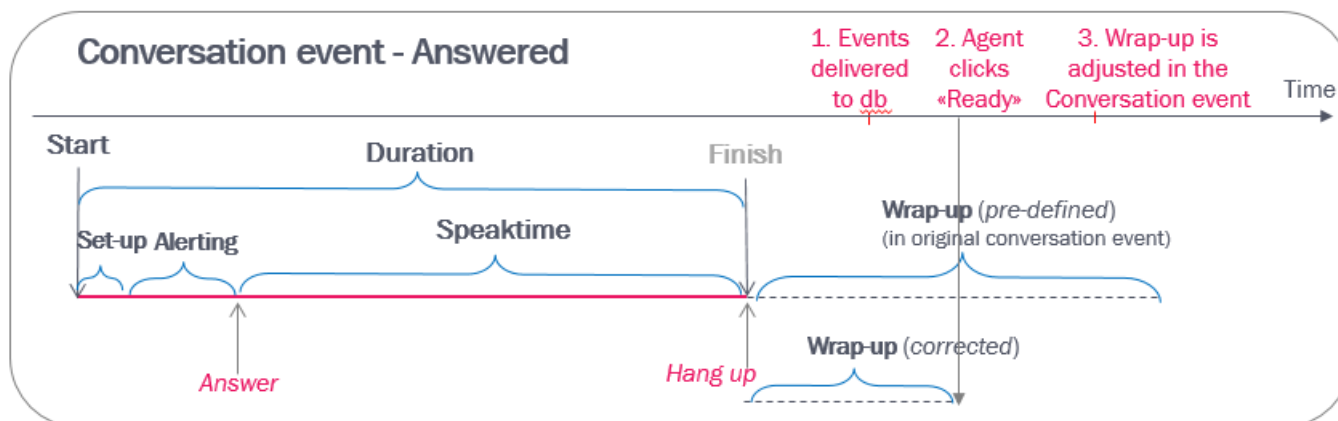 Conversation event - Answered
1. Events
delivered
to db
2. Agent
clicks
«Ready»
3. Wrap-up is
adjusted in the
Conversation event
Time
Start
Duration
Finish
Set-up Alerting
Speaktime
Wrap-up (pre-defined)
(in original conversation event)
Answer
Hang up
Wrap-up (corrected)